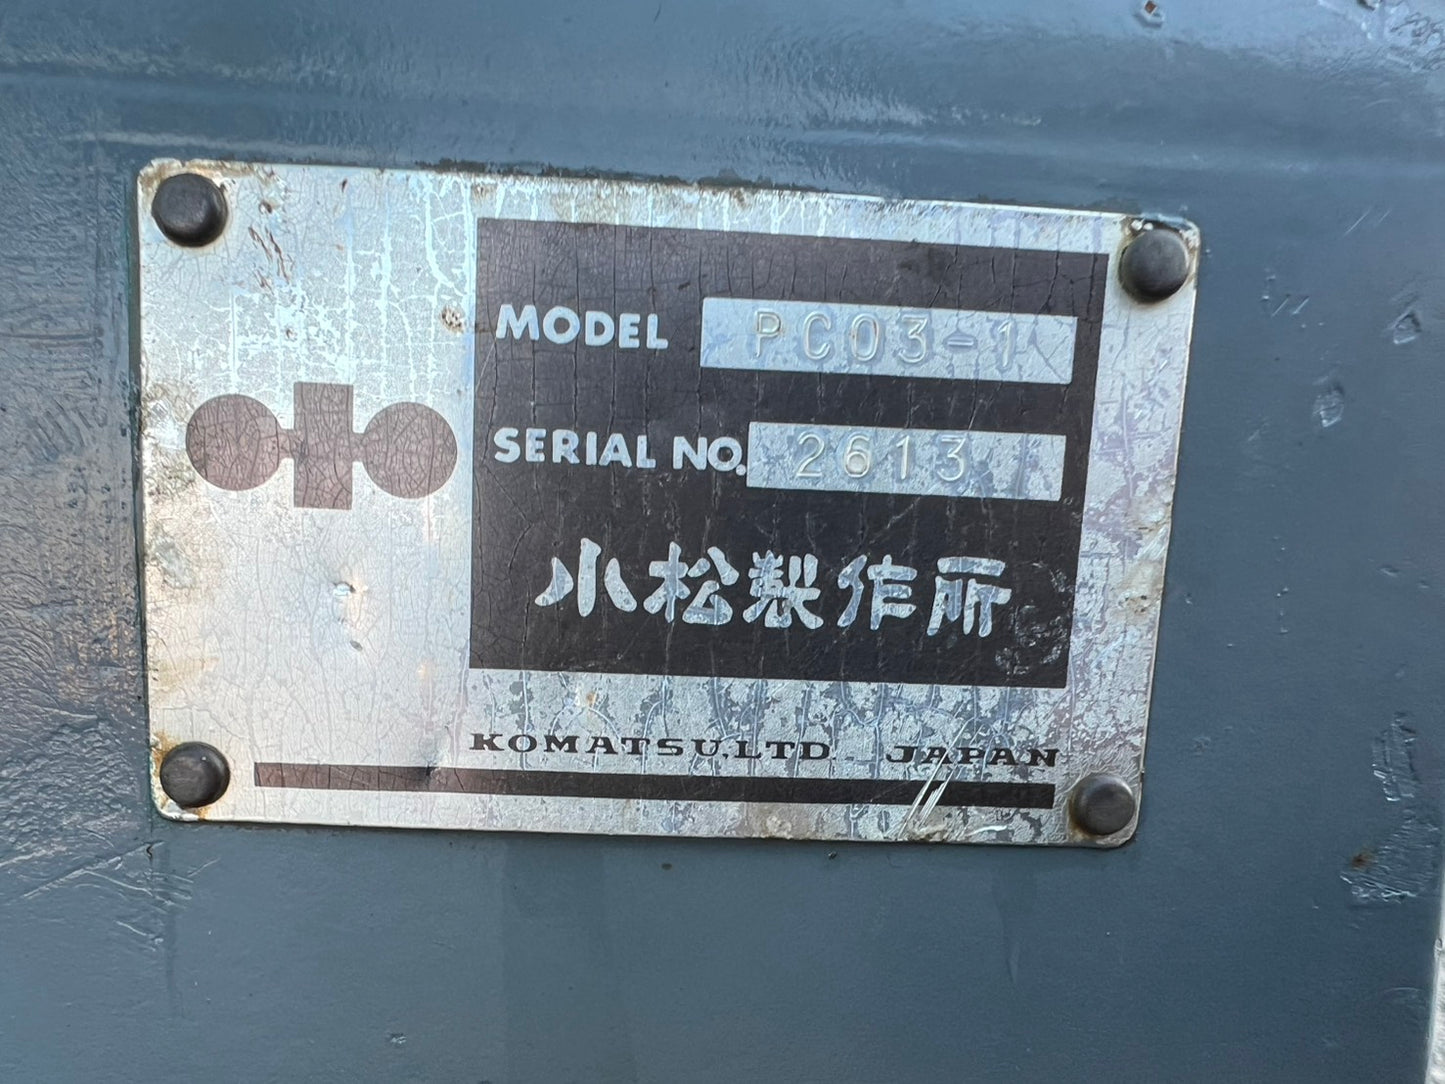 MODEL PC03-1
SERIAL NO. 2613
小松製作所
KOMATSU.LTD. JAPAN